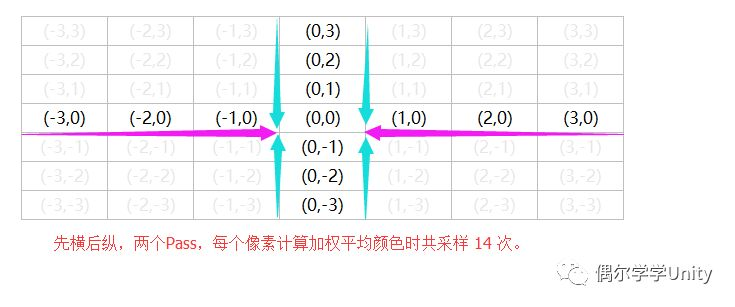 (-3,3) (-2,3) (-1,3) (0,3) (1,3) (2,3) (3,3)
(-3,2) (-2,2) (-1,2) (0,2) (1,2) (2,2) (3,2)
(-3,1) (-2,1) (-1,1) (0,1) (1,1) (2,1) (3,1)
(-3,0) (-2,0) (-1,0) (0,0) (1,0) (2,0) (3,0)
(-3,-1) (-2,-1) (-1,-1) (0,-1) (1,-1) (2,-1) (3,-1)
(-3,-2) (-2,-2) (-1,-2) (0,-2) (1,-2) (2,-2) (3,-2)
(-3,-3) (-2,-3) (-1,-3) (0,-3) (1,-3) (2,-3) (3,-3)
先横后纵，两个Pass，每个像素计算加权平均颜色时共采样 14 次。
偶尔学学Unity